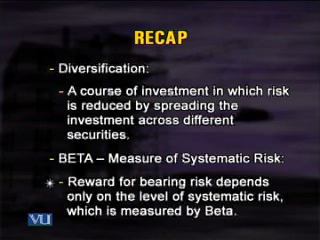 RECAP
- Diversification:
- A course of investment in which risk
is reduced by spreading the
investment across different
securities.
- BETA – Measure of Systematic Risk:
- Reward for bearing risk depends
only on the level of systematic risk,
which is measured by Beta.
VU